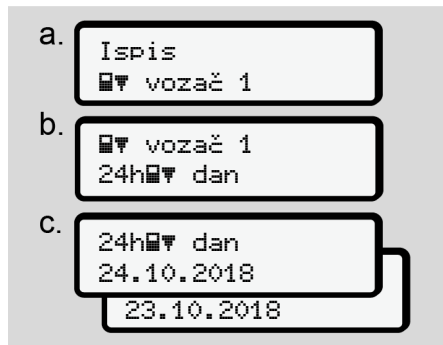 a.
Ispis
🖥▼ vozač 1
b.
🖥▼ vozač 1
24h🖥▼ dan
c.
24h🖥▼ dan
24.10.2018
23.10.2018